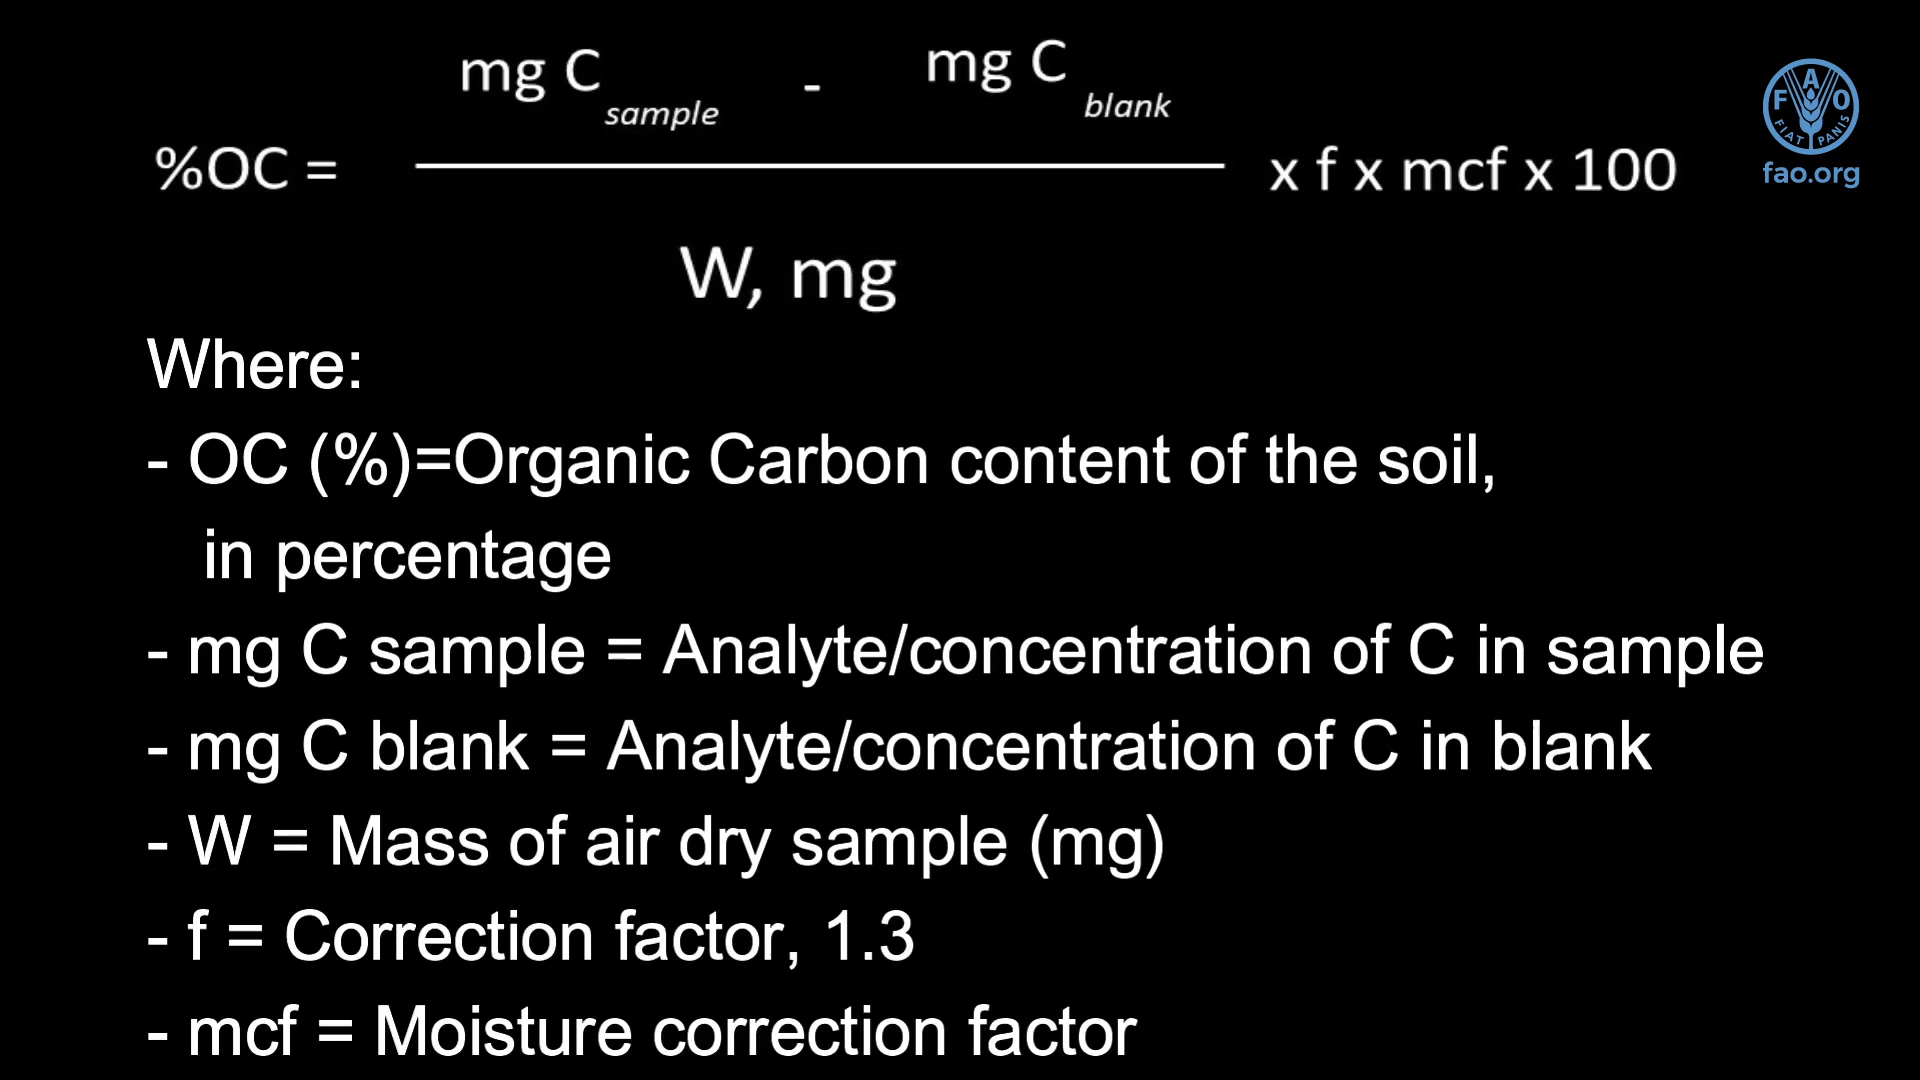 mg C sample - mg C blank
%OC = x f x mcf x 100
W, mg
F A O
FIAT PANIS
fao.org
Where:
- OC (%)=Organic Carbon content of the soil,
in percentage
- mg C sample = Analyte/concentration of C in sample
- mg C blank = Analyte/concentration of C in blank
- W = Mass of air dry sample (mg)
- f = Correction factor, 1.3
- mcf = Moisture correction factor